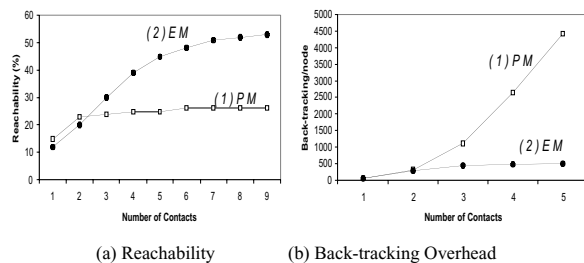 60
50
40
30
20
10
0
Reachability (%)
(2) EM
(1) PM
1 2 3 4 5 6 7 8 9
Number of Contacts
5000
4500
4000
3500
3000
2500
2000
1500
1000
500
0
Back-tracking/node
(1) PM
(2) EM
1 2 3 4 5
Number of Contacts
(a) Reachability
(b) Back-tracking Overhead